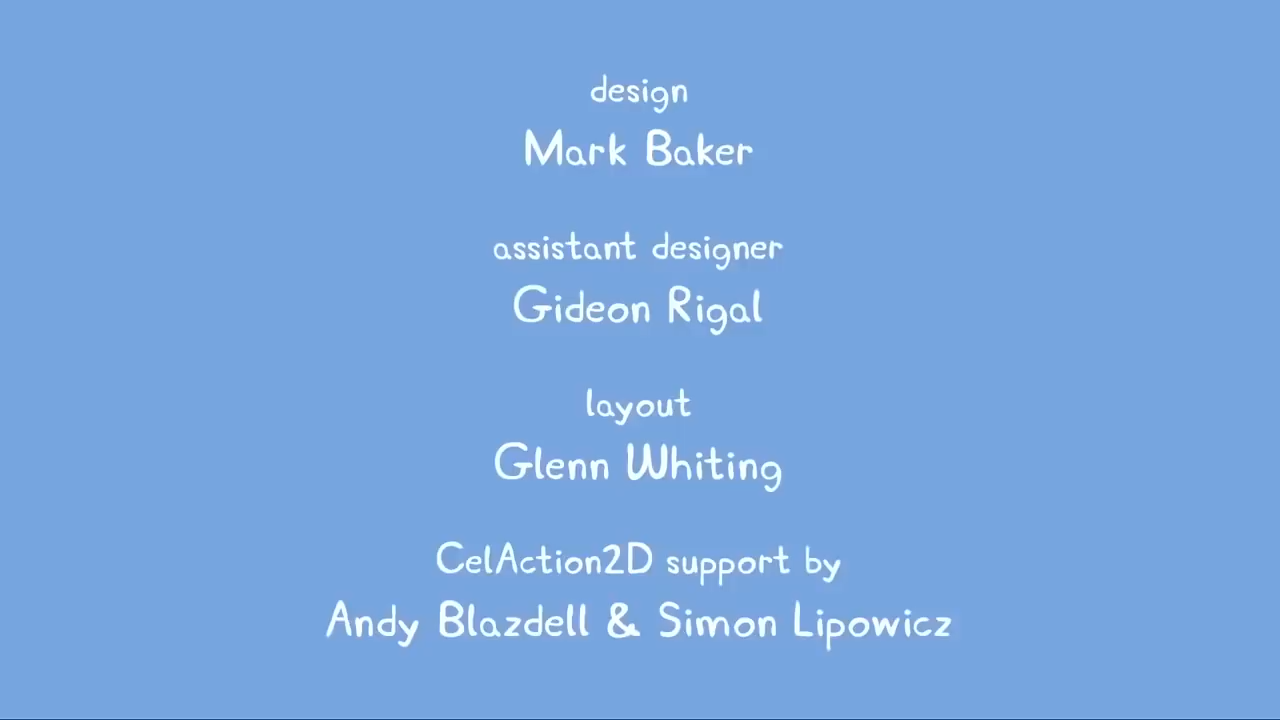 design
Mark Baker
assistant designer
Gideon Rigal
layout
Glenn Whiting
CelAction2D support by
Andy Blazdell & Simon Lipowicz